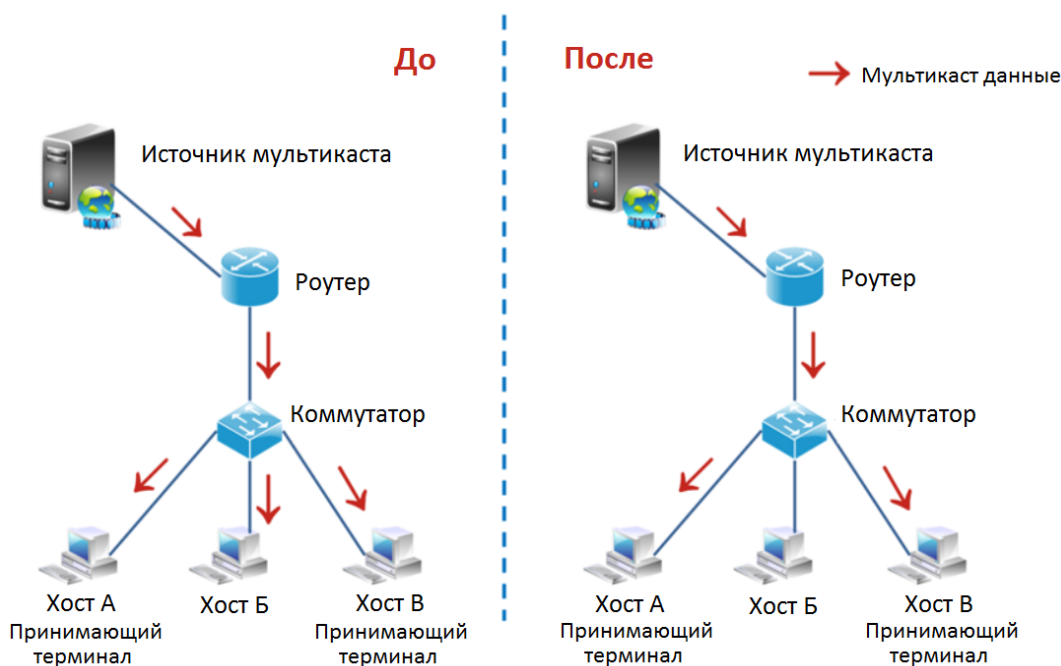 До
После
Мультикаст данные
Источник мультикаста
Роутер
Коммутатор
Хост А
Принимающий
терминал
Хост Б
Хост В
Принимающий
терминал
Источник мультикаста
Роутер
Коммутатор
Хост А
Принимающий
терминал
Хост Б
Хост В
Принимающий
терминал